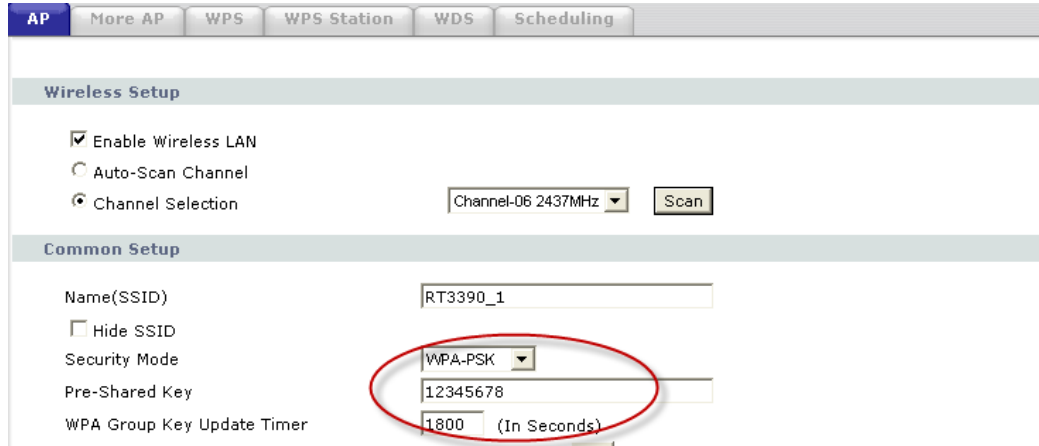 AP More AP WPS WPS Station WDS Scheduling
Wireless Setup
Enable Wireless LAN
Auto-Scan Channel
Channel Selection Channel-06 2437MHz Scan
Common Setup
Name(SSID) RT3390_1
Hide SSID
Security Mode WPA-PSK
Pre-Shared Key 12345678
WPA Group Key Update Timer 1800 (In Seconds)